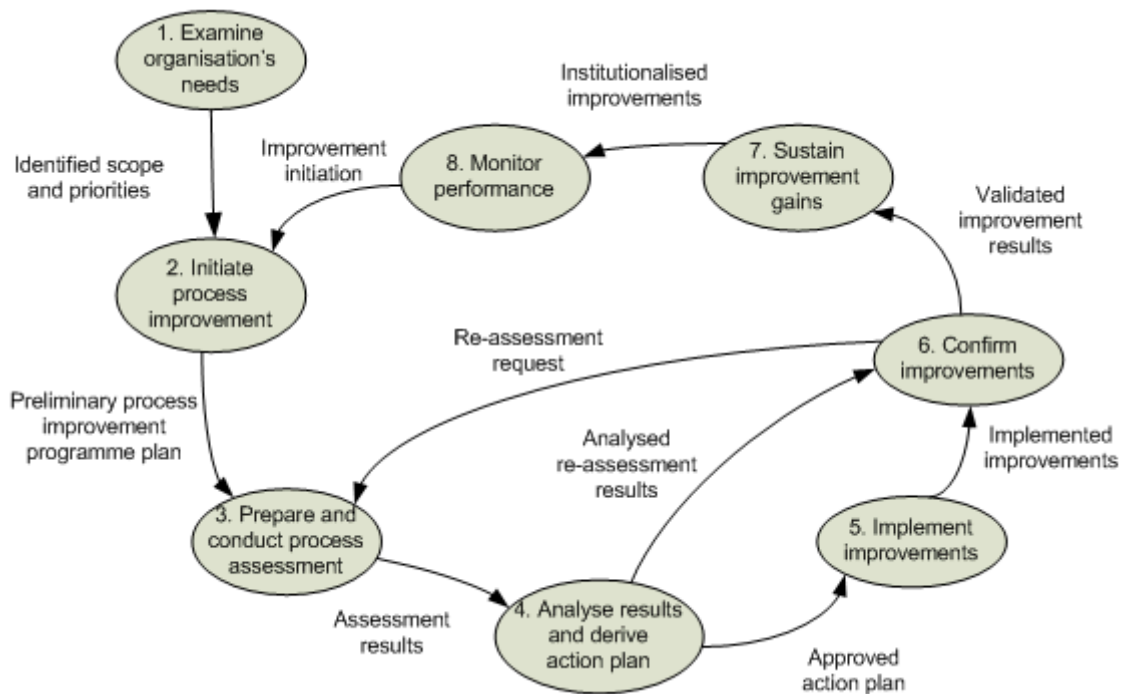 1. Examine
organisation's
needs
Identified scope
and priorities
Improvement
initiation
8. Monitor
performance
Institutionalised
improvements
7. Sustain
improvement
gains
Validated
improvement
results
2. Initiate
process
improvement
Re-assessment
request
6. Confirm
improvements
Preliminary process
improvement
programme plan
Analysed
re-assessment
results
Implemented
improvements
3. Prepare and
conduct process
assessment
5. Implement
improvements
Assessment
results
4. Analyse results
and derive
action plan
Approved
action plan